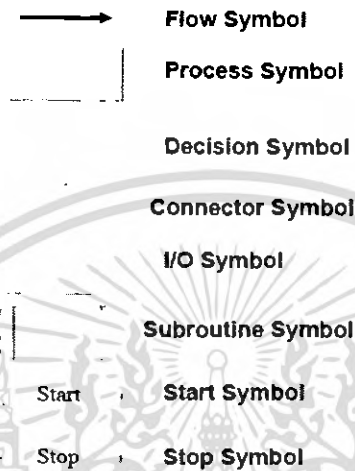 Flow Symbol
Process Symbol
Decision Symbol
Connector Symbol
I/O Symbol
Subroutine Symbol
Start Start Symbol
Stop Stop Symbol